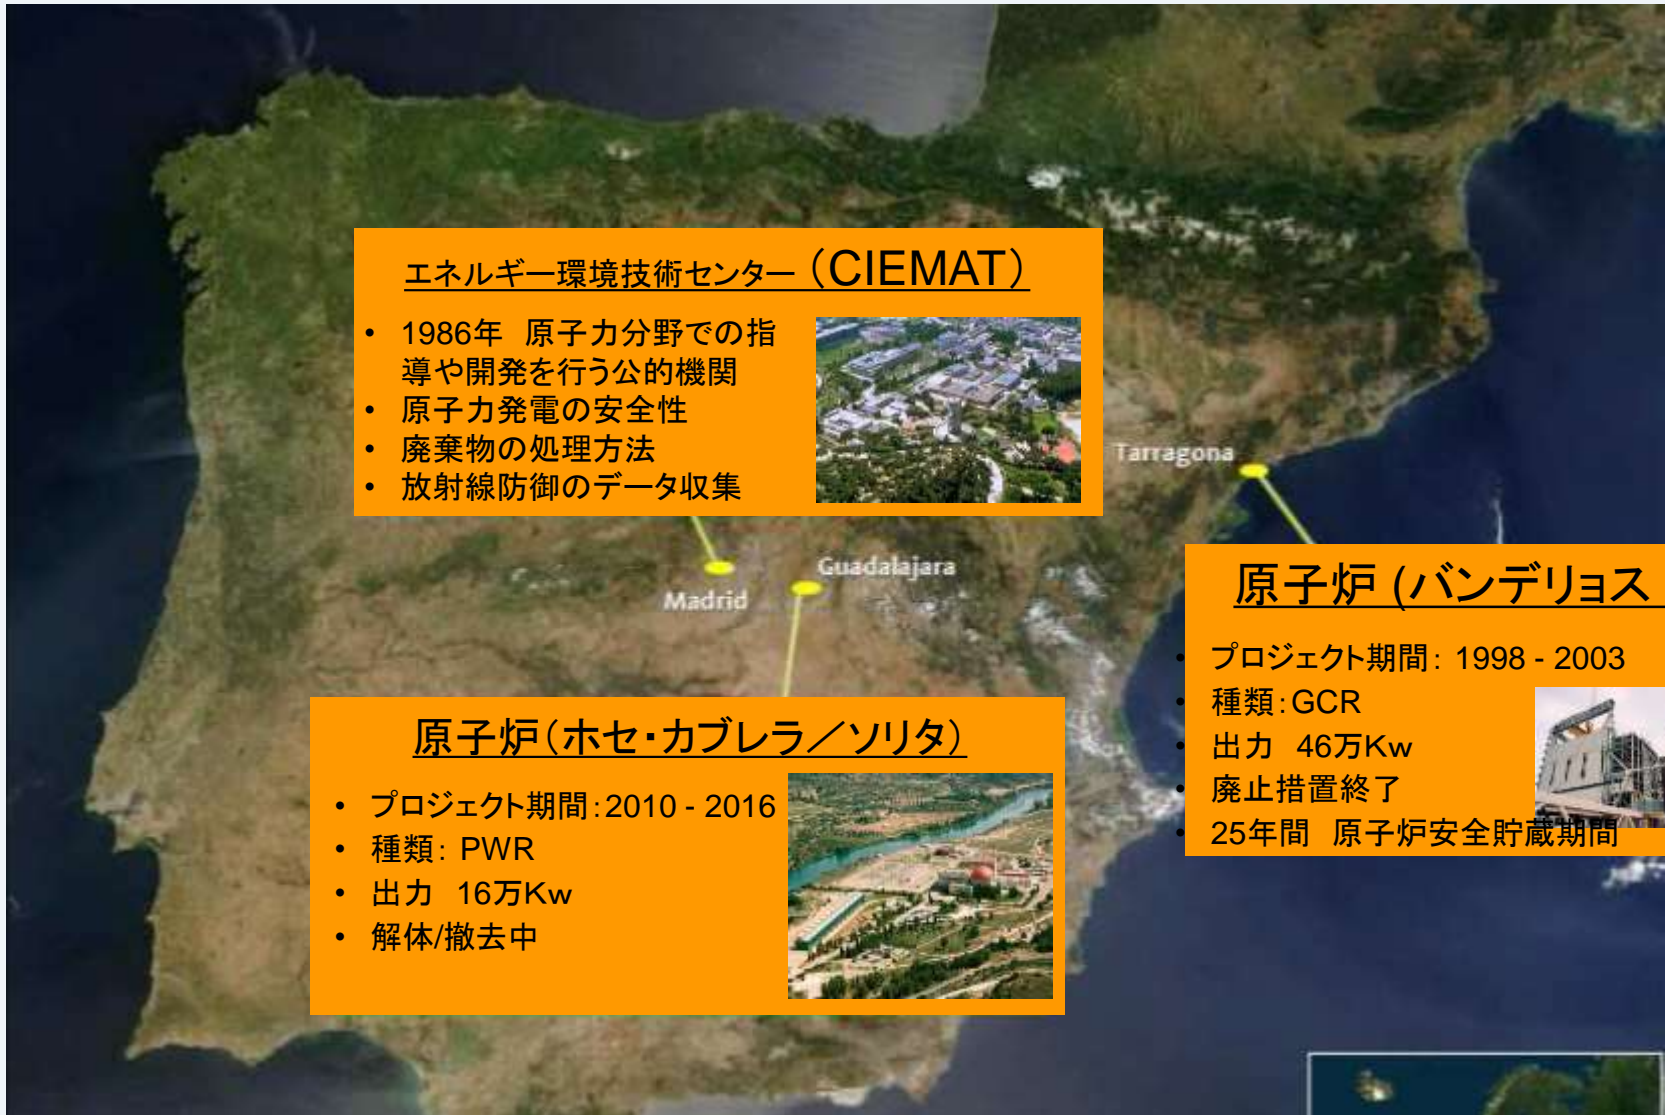 エネルギー環境技術センター（CIEMAT）
• 1986年 原子力分野での指
導や開発を行う公的機関
• 原子力発電の安全性
• 廃棄物の処理方法
• 放射線防御のデータ収集
Tarragona
Guadalajara
Madrid
原子炉 (バンデリョス
• プロジェクト期間： 1998 - 2003
• 種類：GCR
• 出力 46万Kw
• 廃止措置終了
• 25年間 原子炉安全貯蔵期間
原子炉（ホセ・カブレラ／ソリタ）
• プロジェクト期間：2010 - 2016
• 種類： PWR
• 出力 16万Kw
• 解体/撤去中